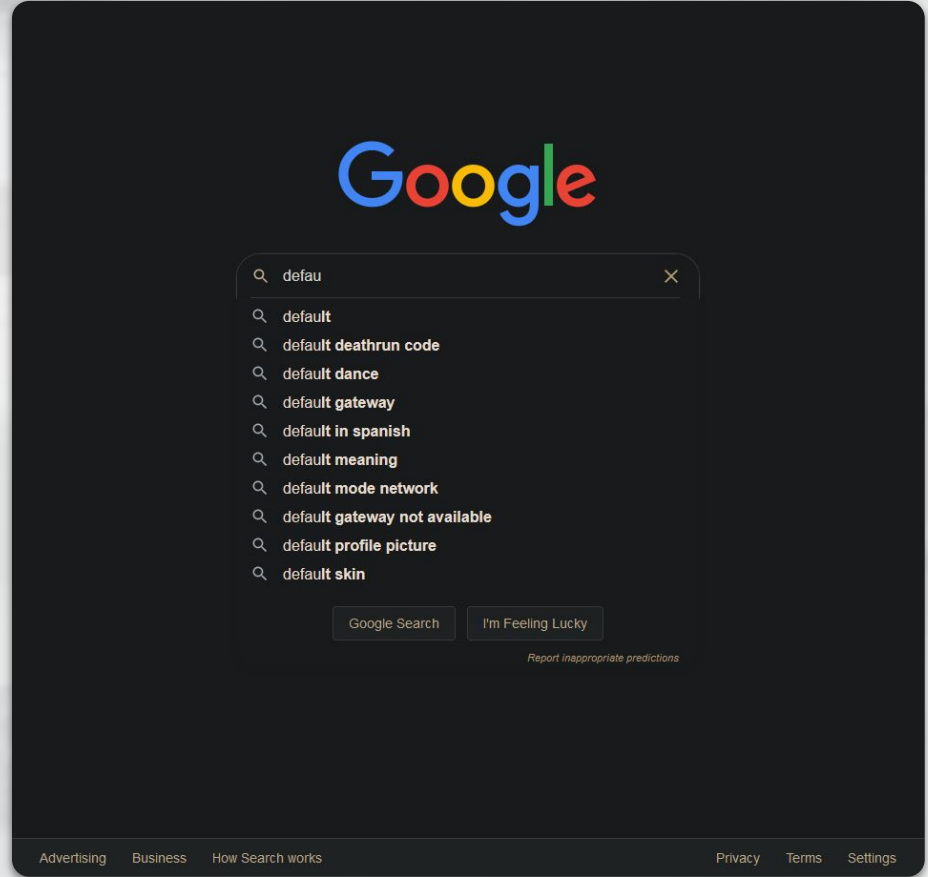 Google
defau
default
default deathrun code
default dance
default gateway
default in spanish
default meaning
default mode network
default gateway not available
default profile picture
default skin
Google Search I'm Feeling Lucky
Report inappropriate predictions
Advertising Business How Search works Privacy Terms Settings